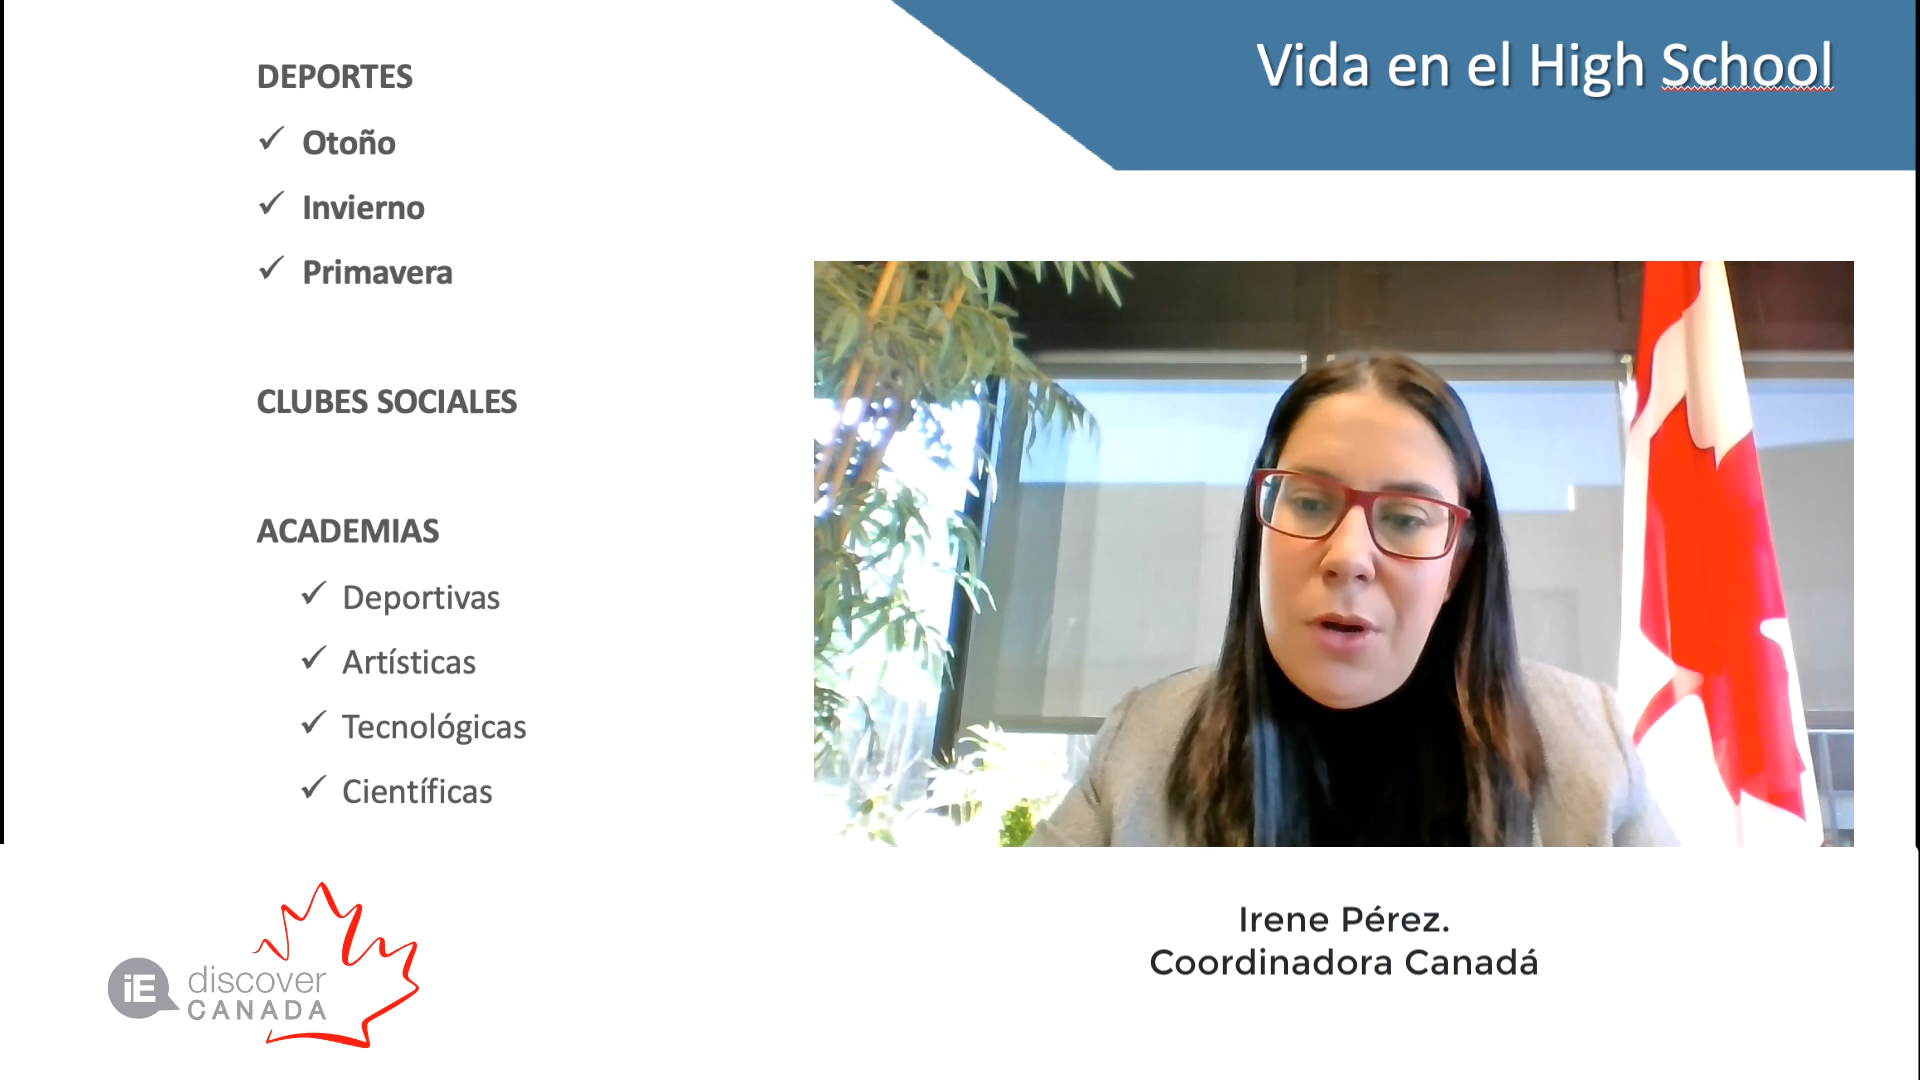 Vida en el High School
DEPORTES
✓ Otoño
✓ Invierno
✓ Primavera
CLUBES SOCIALES
ACADEMIAS
✓ Deportivas
✓ Artísticas
✓ Tecnológicas
✓ Científicas
Irene Pérez.
Coordinadora Canadá
iE
discover
CANADA